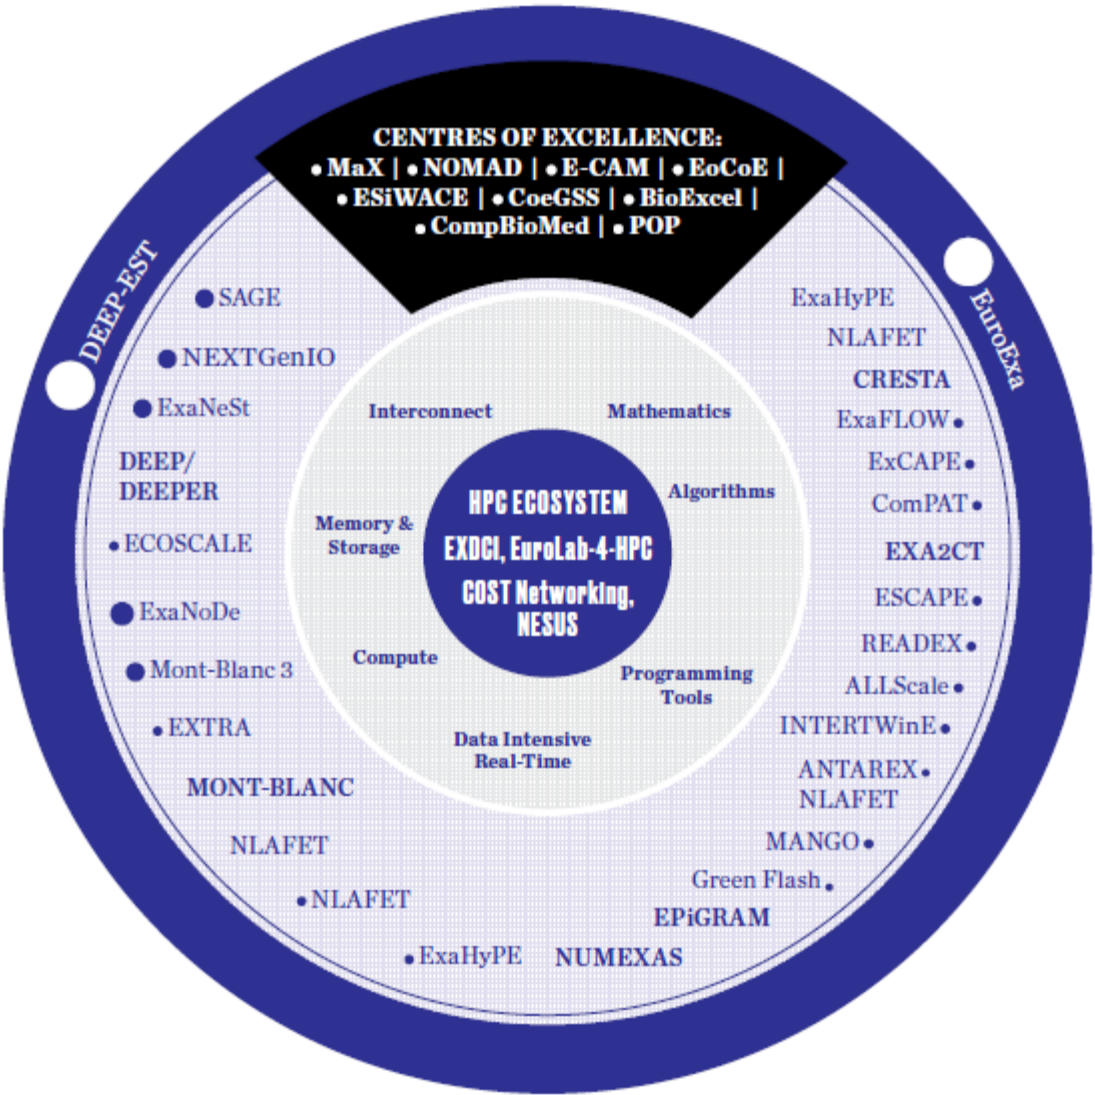 CENTRES OF EXCELLENCE:
• MaX | • NOMAD | • E-CAM | • EoCoE |
• ESiWACE | • CoeGSS | • BioExcel |
• CompBioMed | • POP
DEEP-EST
EuroExa
● SAGE
● NEXTGenIO
● ExaNeSt
DEEP/
DEEPER
• ECOSCALE
● ExaNoDe
● Mont-Blanc 3
• EXTRA
MONT-BLANC
NLAFET
• NLAFET
• ExaHyPE
NUMEXAS
ExaHyPE
NLAFET
CRESTA
ExaFLOW •
ExCAPE •
ComPAT •
EXA2CT
ESCAPE •
READEX •
ALLScale •
INTERTWinE •
ANTAREX •
NLAFET
MANGO •
Green Flash •
EPiGRAM
Interconnect
Mathematics
Algorithms
Memory &
Storage
Compute
Programming
Tools
Data Intensive
Real-Time
HPC ECOSYSTEM
EXDCI, EuroLab-4-HPC
COST Networking,
NESUS